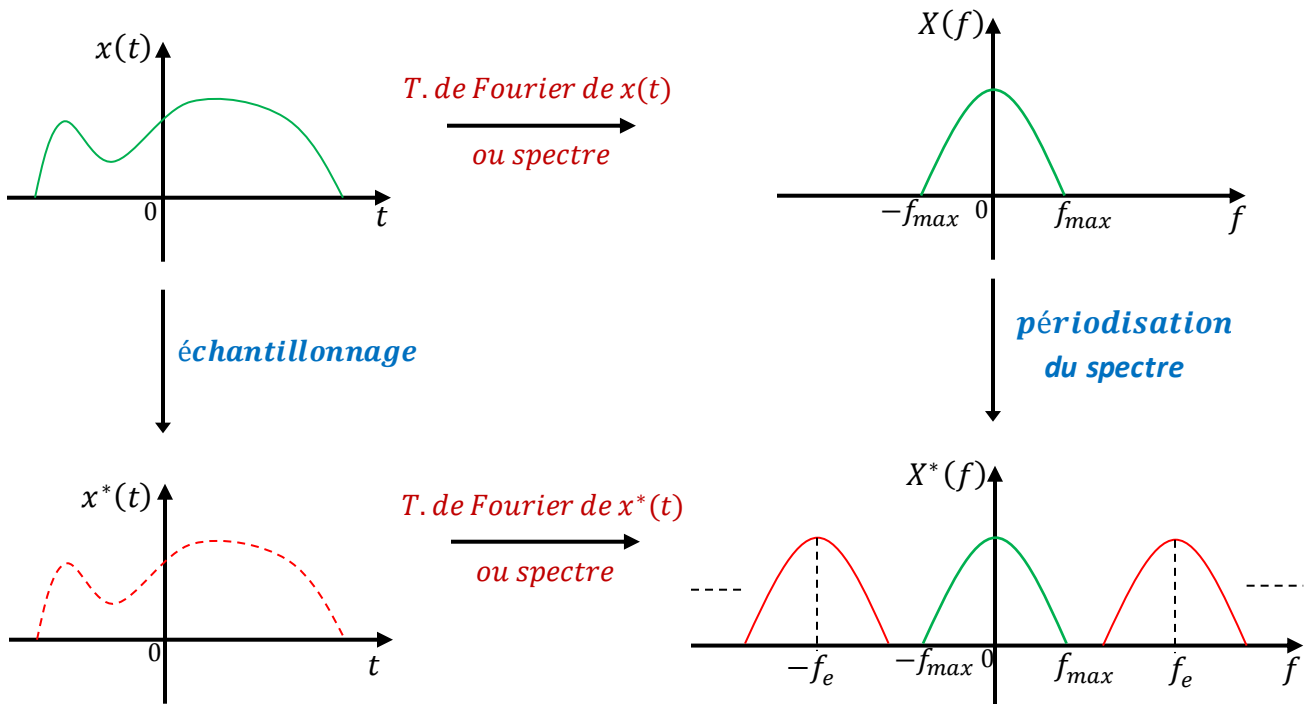 x(t)
T. de Fourier de x(t)
ou spectre
0
t
X(f)
−f_max
0
f_max
f
échantillonnage
périodisation
du spectre
x*(t)
T. de Fourier de x*(t)
ou spectre
0
t
X*(f)
−f_e
−f_max
0
f_max
f_e
f